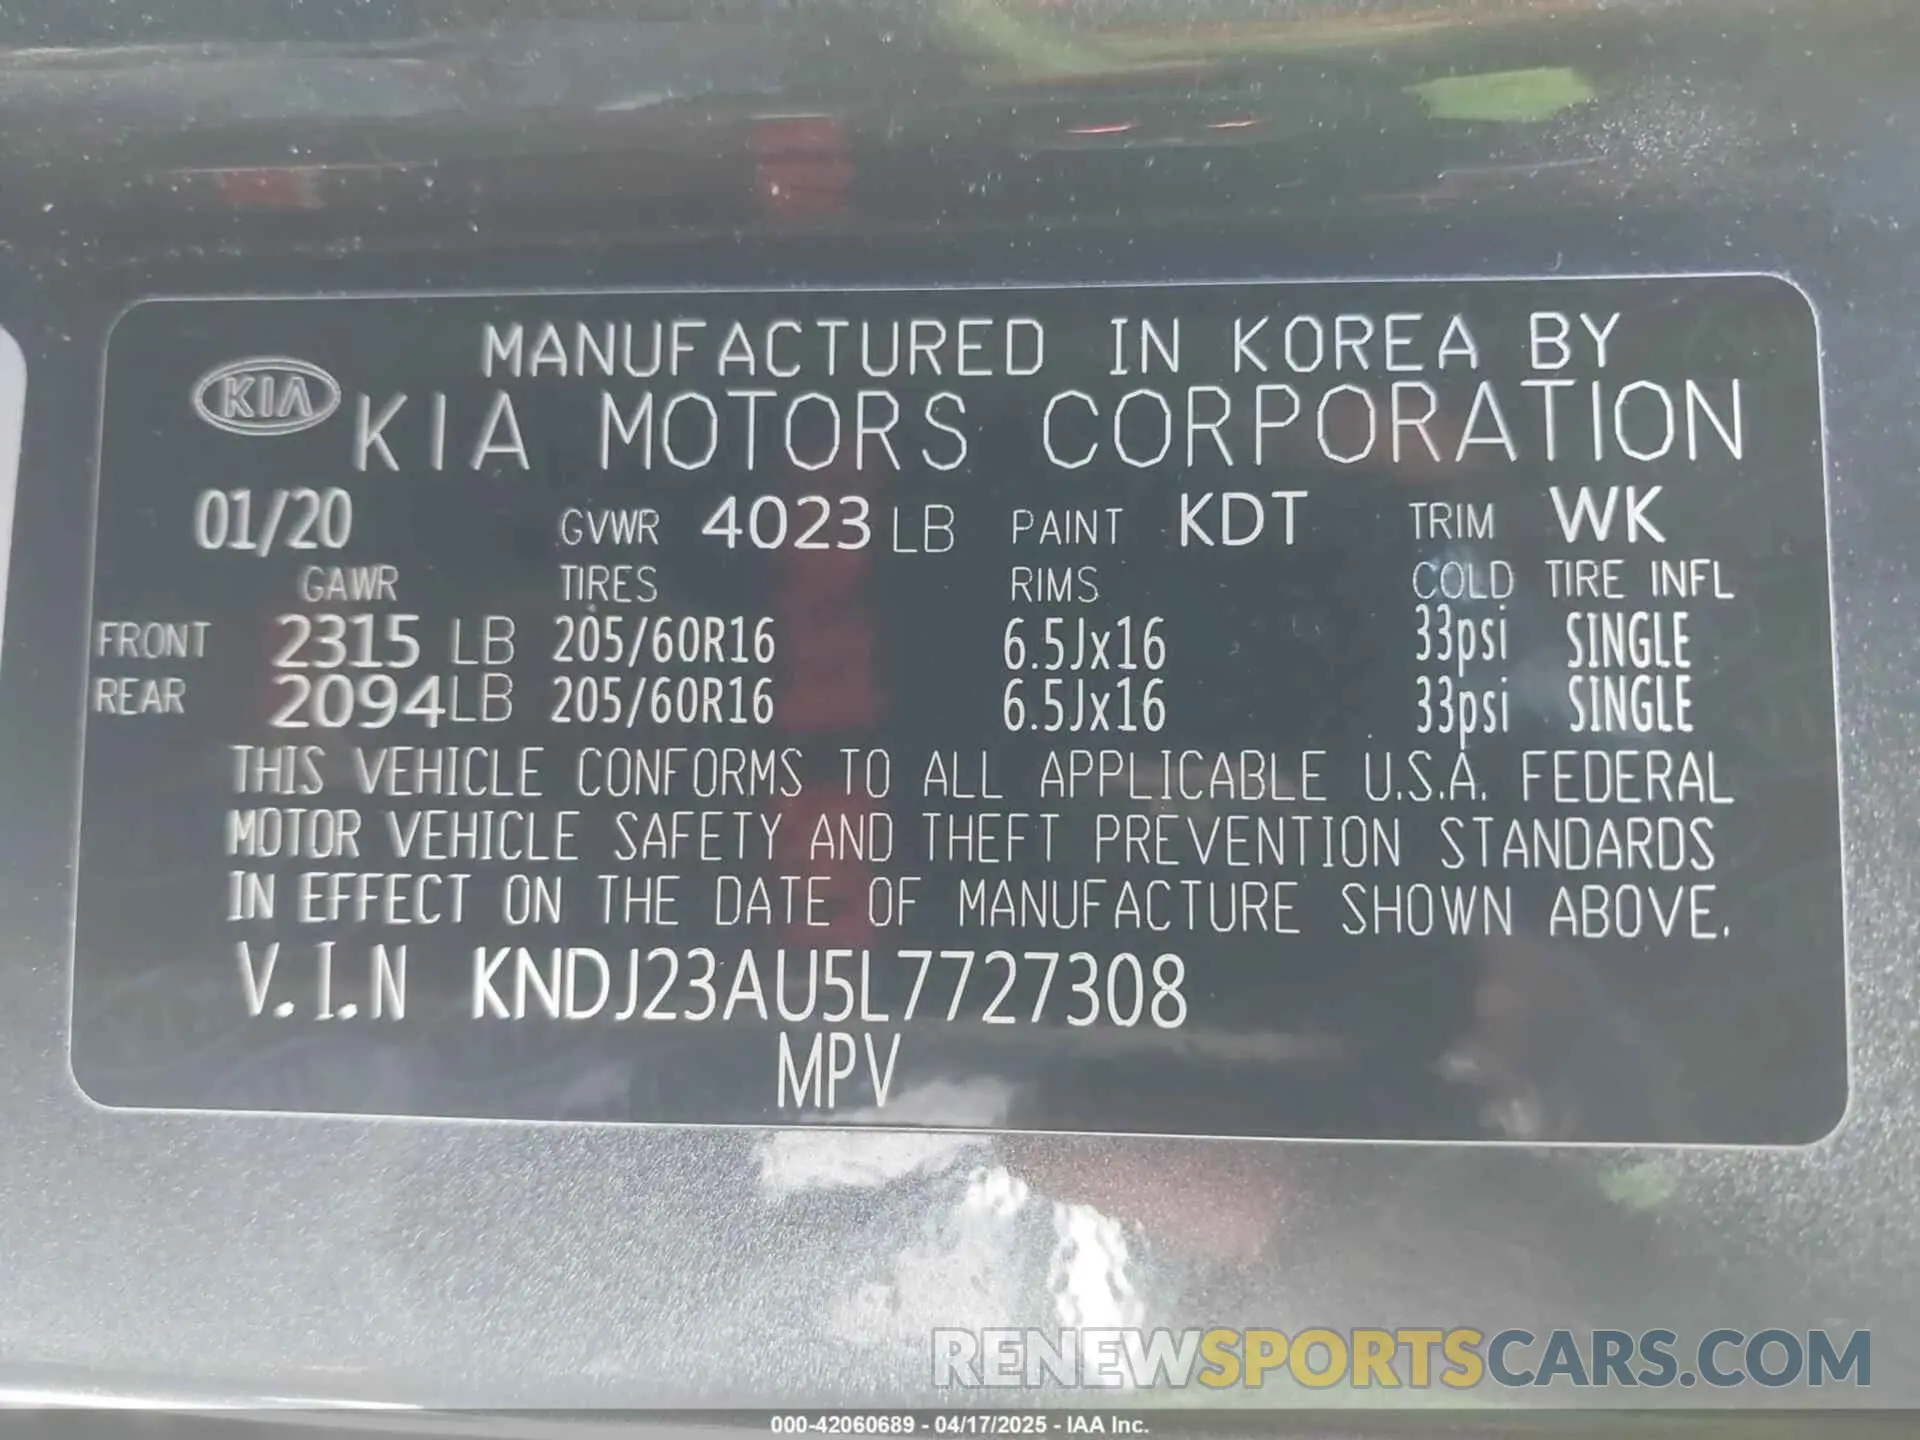 MANUFACTURED IN KOREA BY
KIA KIA MOTORS CORPORATION
01/20 GVWR 4023 LB PAINT KDT TRIM WK
GAWR TIRES RIMS COLD TIRE INFL
FRONT 2315 LB 205/60R16 6.5Jx16 33psi SINGLE
REAR 2094LB 205/60R16 6.5Jx16 33psi SINGLE
THIS VEHICLE CONFORMS TO ALL APPLICABLE U.S.A. FEDERAL
MOTOR VEHICLE SAFETY AND THEFT PREVENTION STANDARDS
IN EFFECT ON THE DATE OF MANUFACTURE SHOWN ABOVE.
V.I.N KNDJ23AU5L7727308
MPV
RENEWSPORTSCARS.COM
000-42060689 - 04/17/2025 - IAA Inc.